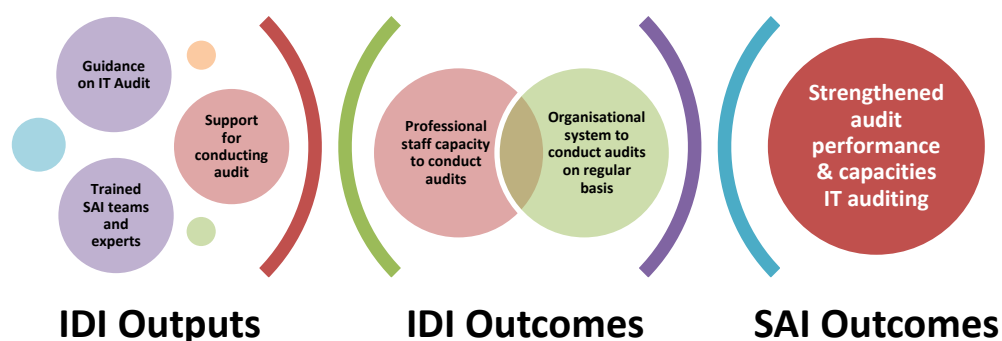 Guidance
on IT Audit
Support
for
conducting
audit
Trained
SAI teams
and
experts
IDI Outputs
Professional
staff capacity
to conduct
audits
Organisational
system to
conduct audits
on regular
basis
IDI Outcomes
Strengthened
audit
performance
& capacities
IT auditing
SAI Outcomes